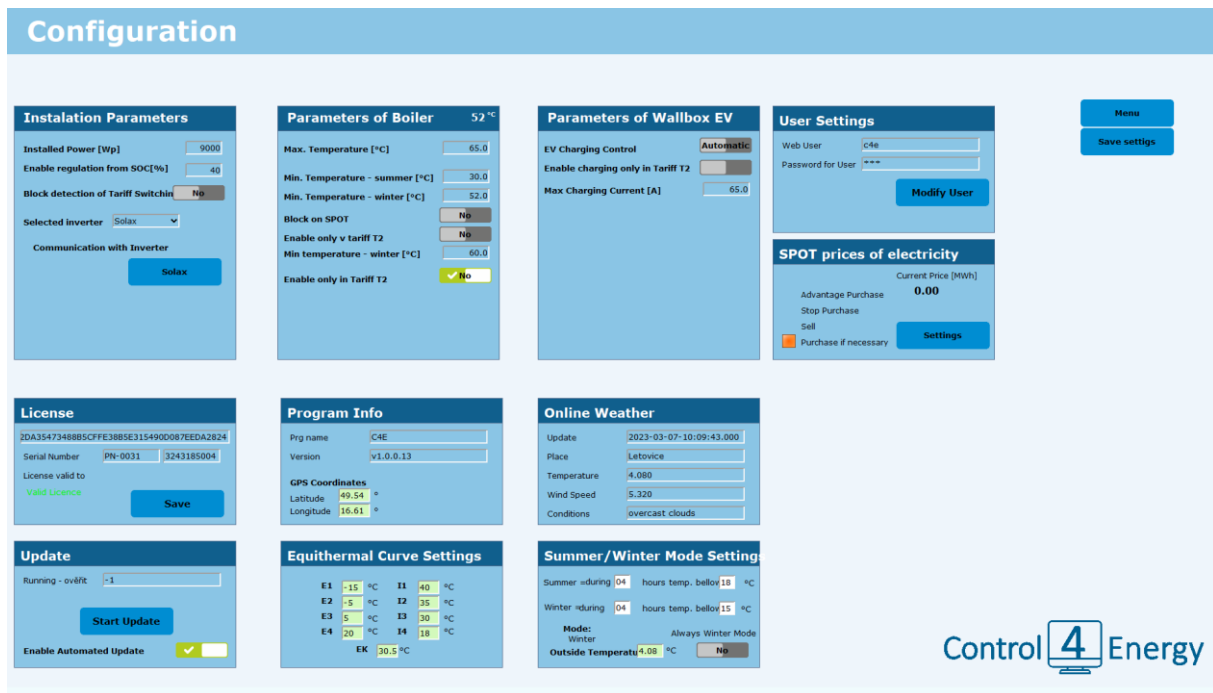 Configuration
Instalation Parameters
Installed Power [Wp] 9000
Enable regulation from SOC[%] 40
Block detection of Tariff Switchin No
Selected inverter Solax
Communication with Inverter
Solax
Parameters of Boiler 52 °C
Max. Temperature [°C] 65.0
Min. Temperature - summer [°C] 30.0
Min. Temperature - winter [°C] 52.0
Block on SPOT No
Enable only v tariff T2 No
Min temperature - winter [°C] 60.0
Enable only in Tariff T2 No
Parameters of Wallbox EV
EV Charging Control Automatic
Enable charging only in Tariff T2
Max Charging Current [A] 65.0
User Settings
Web User c4e
Password for User ***
Modify User
SPOT prices of electricity
Current Price [MWh]
Advantage Purchase 0.00
Stop Purchase
Sell
Purchase if necessary
Settings
Menu
Save settigs
License
2DA35473488B5CFFE38B5E315490D087EEDA2824
Serial Number PN-0031 3243185004
License valid to
Valid Licence
Save
Program Info
Prg name C4E
Version v1.0.0.13
GPS Coordinates
Latitude 49.54 °
Longitude 16.61 °
Online Weather
Update 2023-03-07-10:09:43.000
Place Letovice
Temperature 4.080
Wind Speed 5.320
Conditions overcast clouds
Update
Running - ověřit -1
Start Update
Enable Automated Update
Equithermal Curve Settings
E1 -15 °C I1 40 °C
E2 -5 °C I2 35 °C
E3 5 °C I3 30 °C
E4 20 °C I4 18 °C
EK 30.5 °C
Summer/Winter Mode Setting
Summer =during 04 hours temp. bellov 18 °C
Winter =during 04 hours temp. bellov 15 °C
Mode:
Winter
Always Winter Mode
Outside Temperatu 4.08 °C No
Control 4 Energy